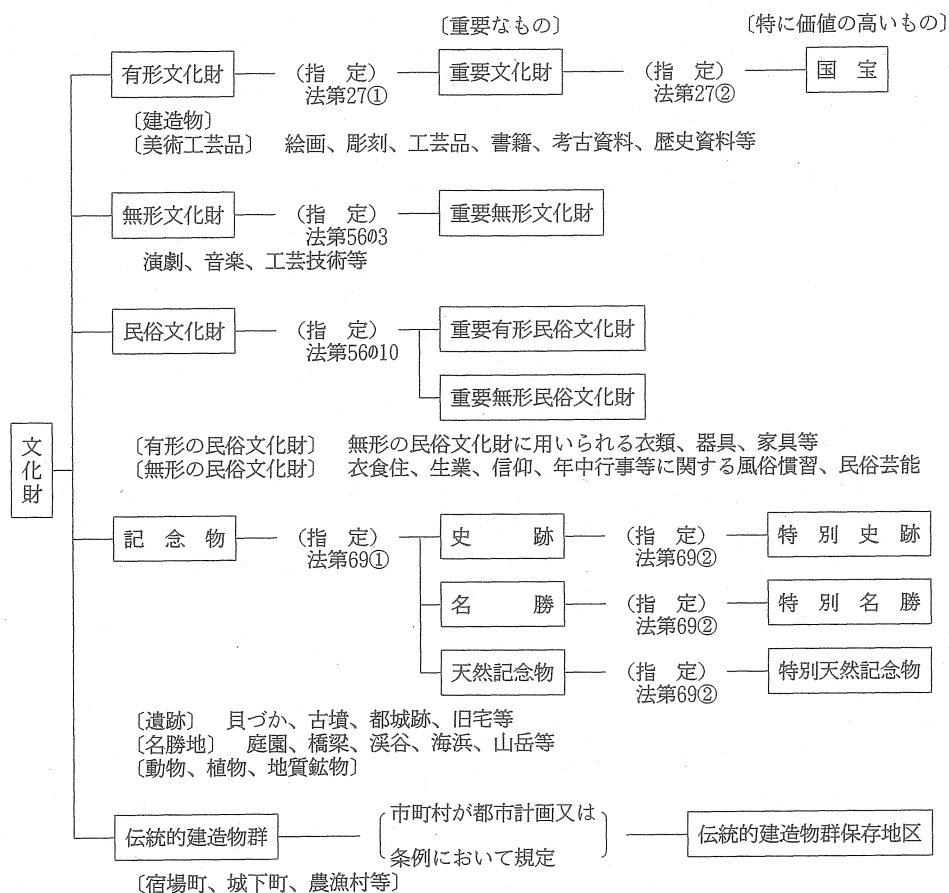 〔重要なもの〕 〔特に価値の高いもの〕
有形文化財 (指 定) 重要文化財 (指 定) 国 宝
法第27① 法第27②
〔建造物〕
〔美術工芸品〕 絵画、彫刻、工芸品、書籍、考古資料、歴史資料等
無形文化財 (指 定) 重要無形文化財
法第56の3
演劇、音楽、工芸技術等
民俗文化財 (指 定) 重要有形民俗文化財
法第56の10
重要無形民俗文化財
文化財
〔有形の民俗文化財〕 無形の民俗文化財に用いられる衣類、器具、家具等
〔無形の民俗文化財〕 衣食住、生業、信仰、年中行事等に関する風俗慣習、民俗芸能
記 念 物 (指 定) 史 跡 (指 定) 特 別 史 跡
法第69① 法第69②
名 勝 (指 定) 特 別 名 勝
法第69②
天然記念物 (指 定) 特別天然記念物
法第69②
〔遺跡〕 貝づか、古墳、都城跡、旧宅等
〔名勝地〕 庭園、橋梁、渓谷、海浜、山岳等
〔動物、植物、地質鉱物〕
伝統的建造物群 市町村が都市計画又は 伝統的建造物群保存地区
条例において規定
〔宿場町、城下町、農漁村等〕